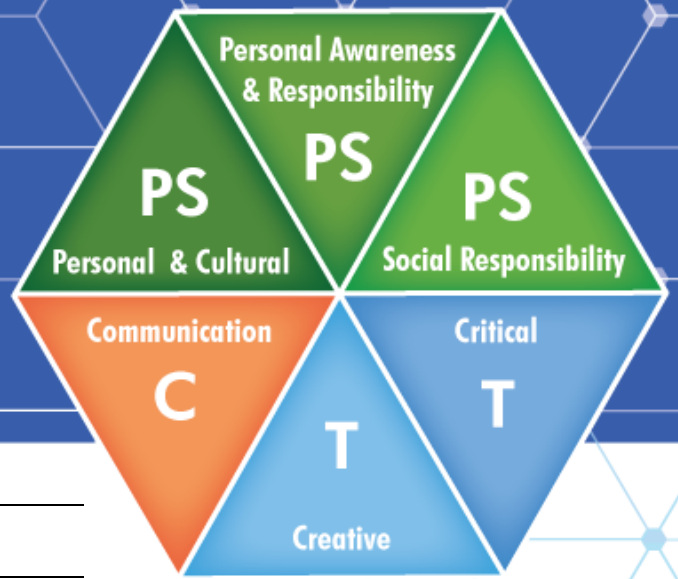 Personal Awareness
& Responsibility
PS
PS
Personal & Cultural
PS
Social Responsibility
Communication
C
T
Creative
Critical
T